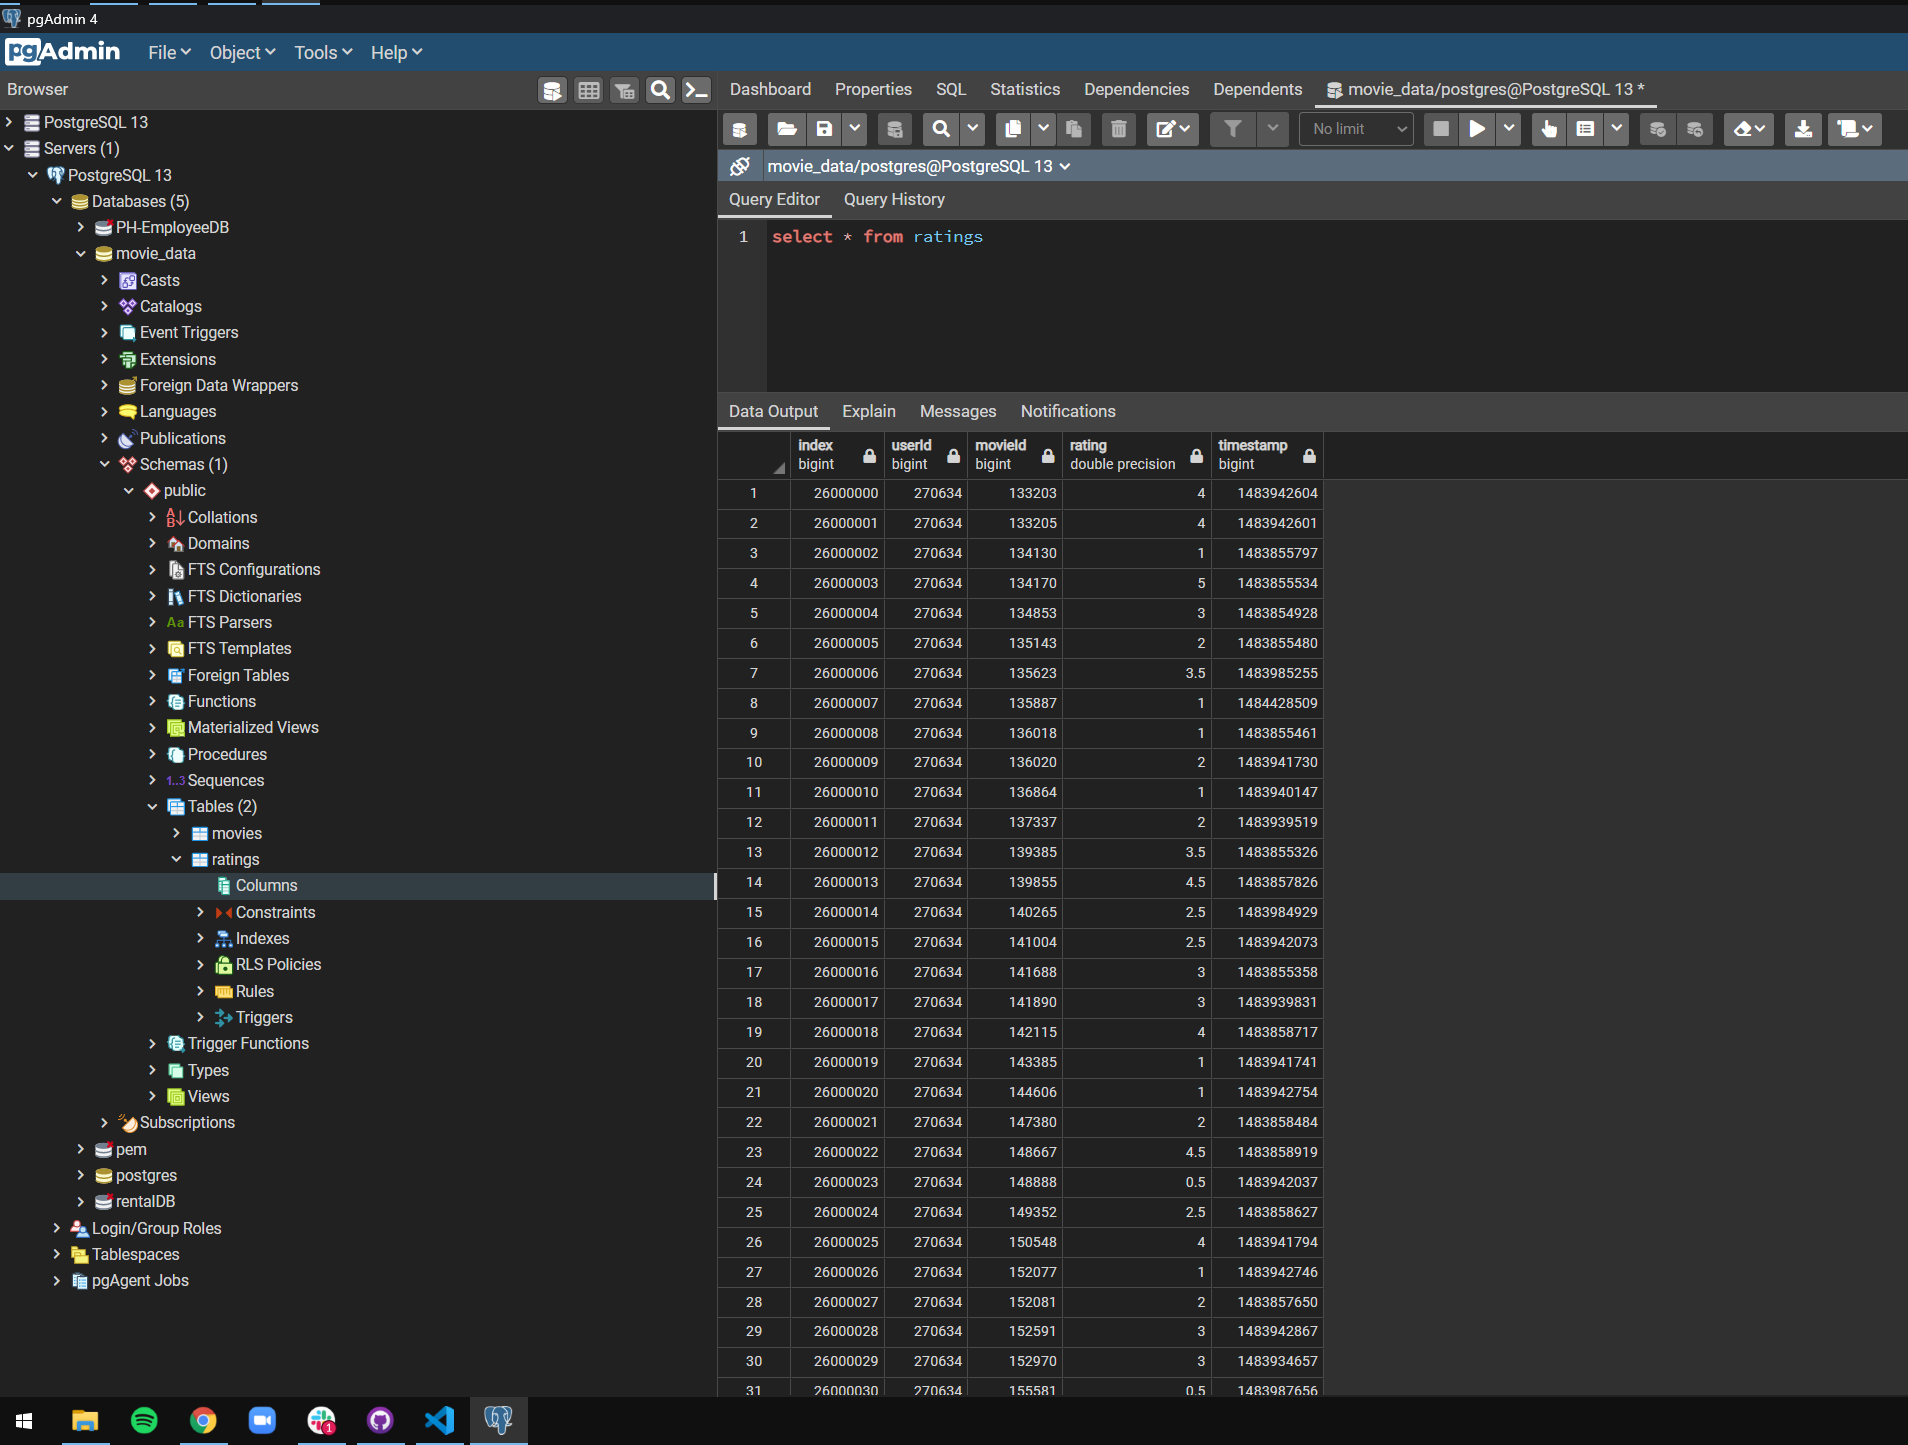 pgAdmin 4
pgAdmin File Object Tools Help
Browser
PostgreSQL 13
Servers (1)
PostgreSQL 13
Databases (5)
PH-EmployeeDB
movie_data
Casts
Catalogs
Event Triggers
Extensions
Foreign Data Wrappers
Languages
Publications
Schemas (1)
public
Collations
Domains
FTS Configurations
FTS Dictionaries
Aa FTS Parsers
FTS Templates
Foreign Tables
Functions
Materialized Views
Procedures
1..3 Sequences
Tables (2)
movies
ratings
Columns
Constraints
Indexes
RLS Policies
Rules
Triggers
Trigger Functions
Types
Views
Subscriptions
pem
postgres
rentalDB
Login/Group Roles
Tablespaces
pgAgent Jobs
Dashboard Properties SQL Statistics Dependencies Dependents movie_data/postgres@PostgreSQL 13 *
No limit
movie_data/postgres@PostgreSQL 13
Query Editor Query History
1 select * from ratings
Data Output Explain Messages Notifications
index userId movieId rating timestamp
bigint bigint bigint double precision bigint
1 26000000 270634 133203 4 1483942604
2 26000001 270634 133205 4 1483942601
3 26000002 270634 134130 1 1483855797
4 26000003 270634 134170 5 1483855534
5 26000004 270634 134853 3 1483854928
6 26000005 270634 135143 2 1483855480
7 26000006 270634 135623 3.5 1483985255
8 26000007 270634 135887 1 1484428509
9 26000008 270634 136018 1 1483855461
10 26000009 270634 136020 2 1483941730
11 26000010 270634 136864 1 1483940147
12 26000011 270634 137337 2 1483939519
13 26000012 270634 139385 3.5 1483855326
14 26000013 270634 139855 4.5 1483857826
15 26000014 270634 140265 2.5 1483984929
16 26000015 270634 141004 2.5 1483942073
17 26000016 270634 141688 3 1483855358
18 26000017 270634 141890 3 1483939831
19 26000018 270634 142115 4 1483858717
20 26000019 270634 143385 1 1483941741
21 26000020 270634 144606 1 1483942754
22 26000021 270634 147380 2 1483858484
23 26000022 270634 148667 4.5 1483858919
24 26000023 270634 148888 0.5 1483942037
25 26000024 270634 149352 2.5 1483858627
26 26000025 270634 150548 4 1483941794
27 26000026 270634 152077 1 1483942746
28 26000027 270634 152081 2 1483857650
29 26000028 270634 152591 3 1483942867
30 26000029 270634 152970 3 1483934657
31 26000030 270634 155581 0.5 1483987656
1